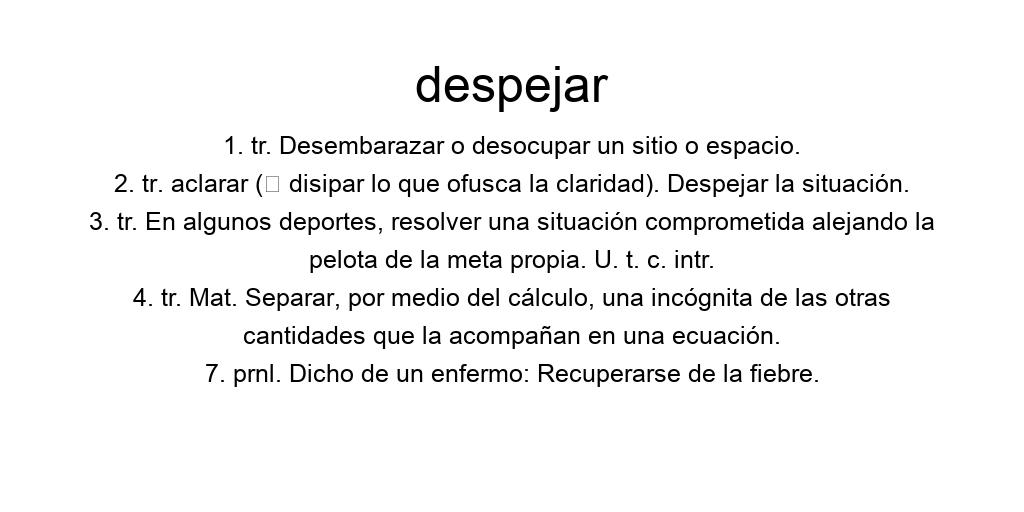 despejar
1. tr. Desembarazar o desocupar un sitio o espacio.
2. tr. aclarar (□ disipar lo que ofusca la claridad). Despejar la situación.
3. tr. En algunos deportes, resolver una situación comprometida alejando la
pelota de la meta propia. U. t. c. intr.
4. tr. Mat. Separar, por medio del cálculo, una incógnita de las otras
cantidades que la acompañan en una ecuación.
7. prnl. Dicho de un enfermo: Recuperarse de la fiebre.